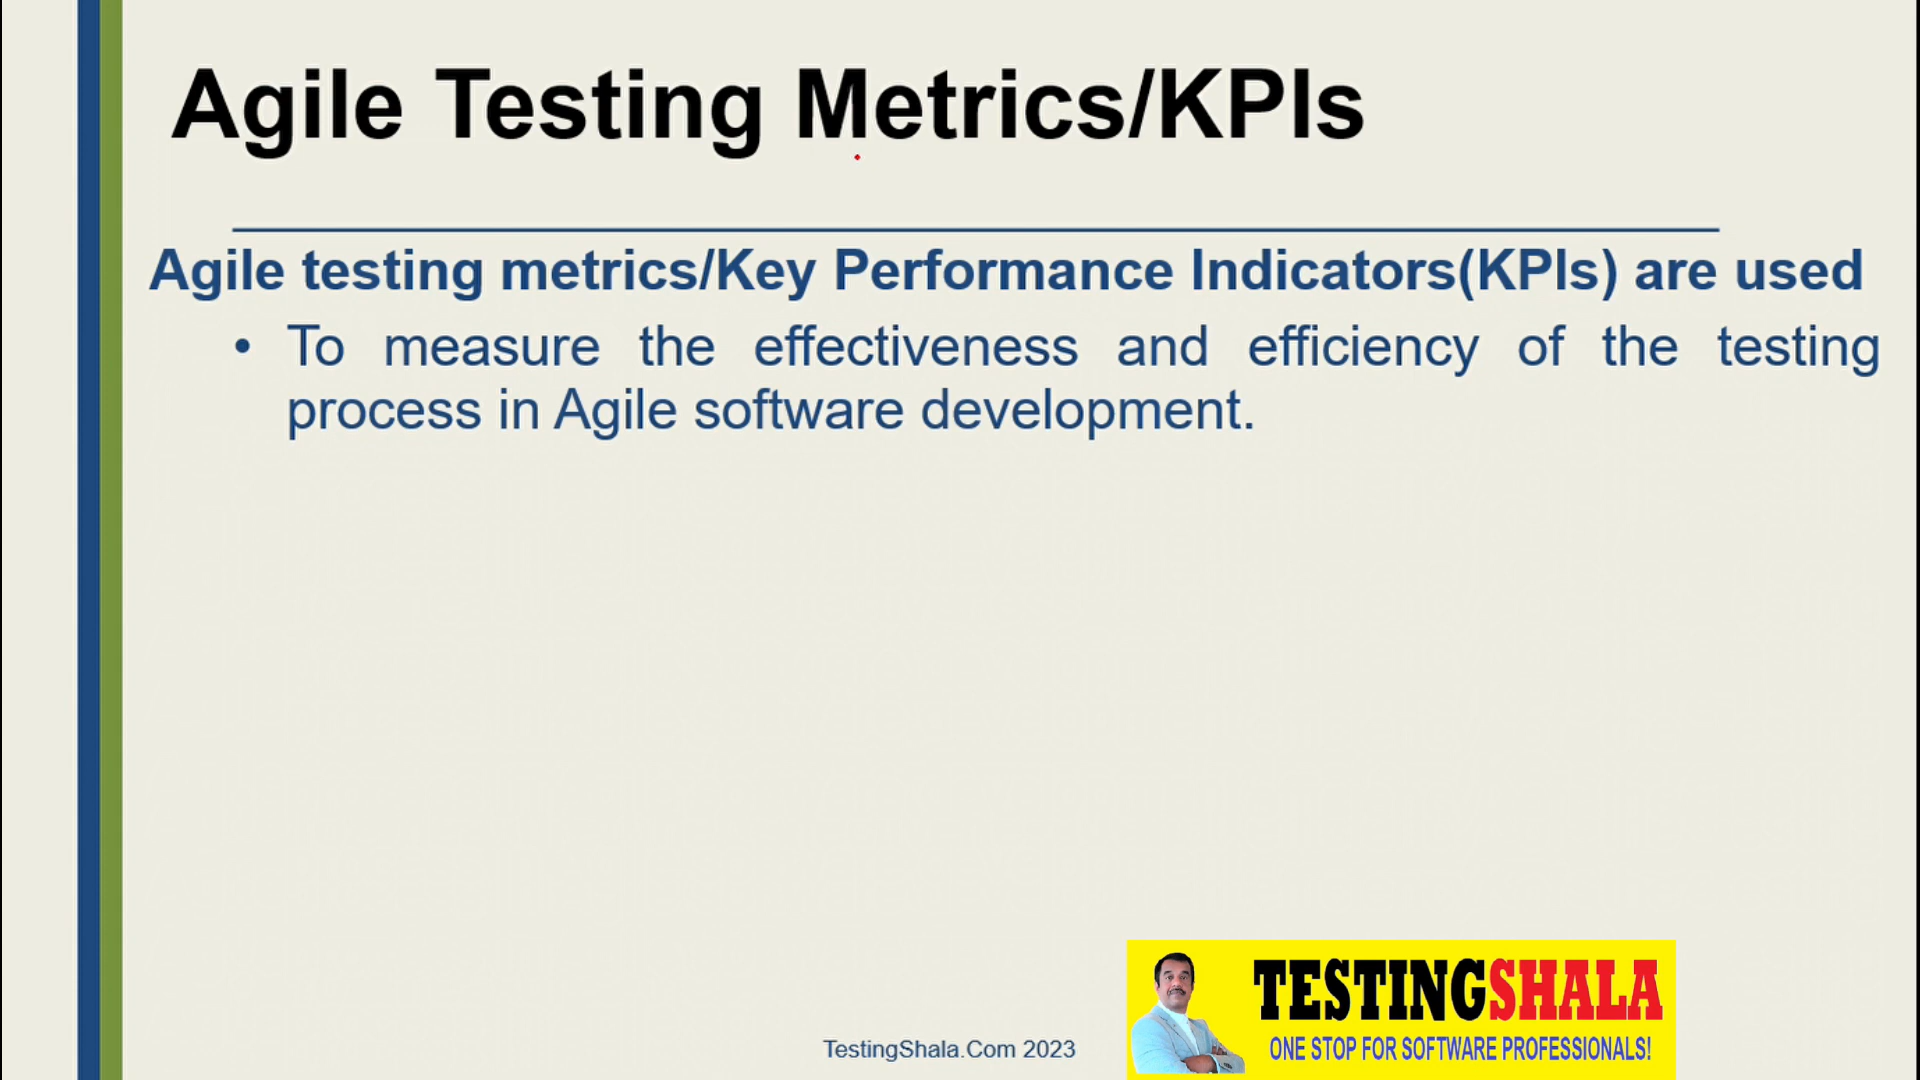 Agile Testing Metrics/KPIs
Agile testing metrics/Key Performance Indicators(KPIs) are used
• To measure the effectiveness and efficiency of the testing
process in Agile software development.
TestingShala.Com 2023
TESTINGSHALA
ONE STOP FOR SOFTWARE PROFESSIONALS!